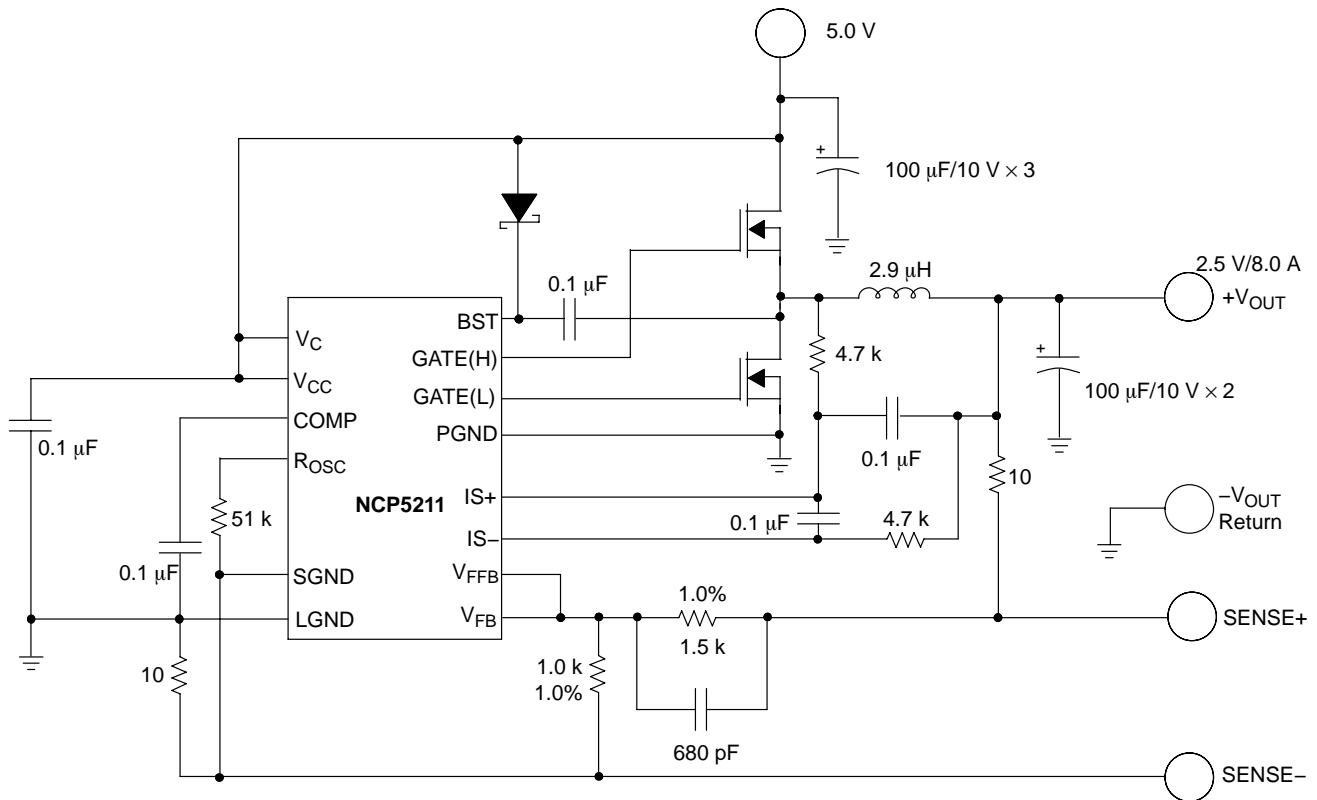 5.0 V
+
100 μF/10 V × 3
2.9 μH
2.5 V/8.0 A
+VOUT
0.1 μF
BST
VC
4.7 k
GATE(H)
+
VCC
GATE(L)
100 μF/10 V × 2
COMP
PGND
0.1 μF
0.1 μF
ROSC
10
NCP5211
IS+
−VOUT
Return
51 k
0.1 μF
4.7 k
IS−
0.1 μF
SGND
VFFB
1.0%
LGND
VFB
SENSE+
1.5 k
10
1.0 k
1.0%
680 pF
SENSE−